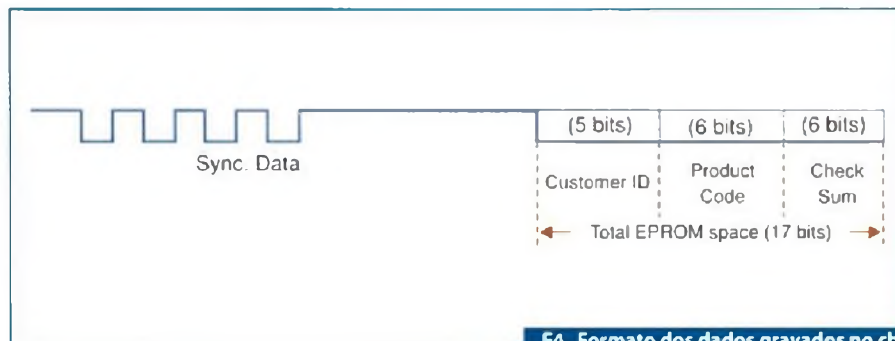 (5 bits) (6 bits) (6 bits)
Sync. Data
Customer ID Product Code Check Sum
Total EPROM space (17 bits)
F4. Formato dos dados gravados no